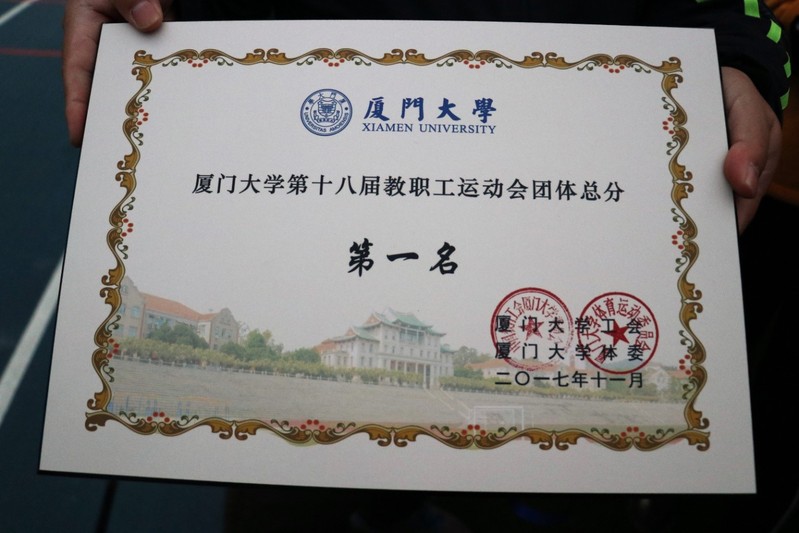 厦門大學
XIAMEN UNIVERSITY
厦门大学第十八届教职工运动会团体总分
第一名
厦门大学工会
厦门大学体委
二〇一七年十一月